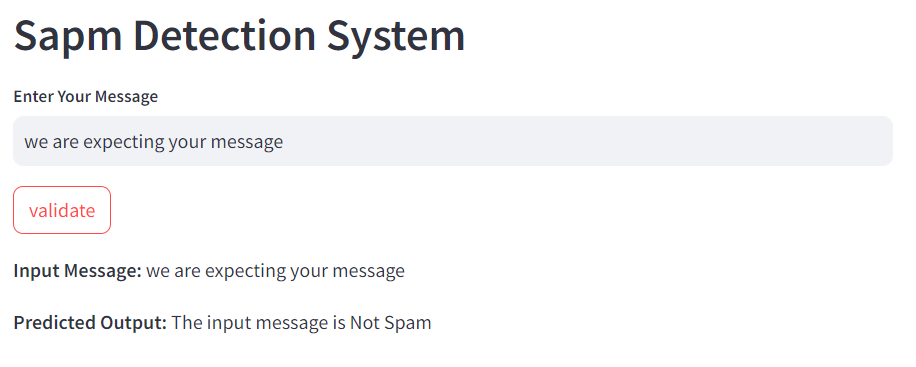 Sapm Detection System
Enter Your Message
we are expecting your message
validate
Input Message: we are expecting your message
Predicted Output: The input message is Not Spam